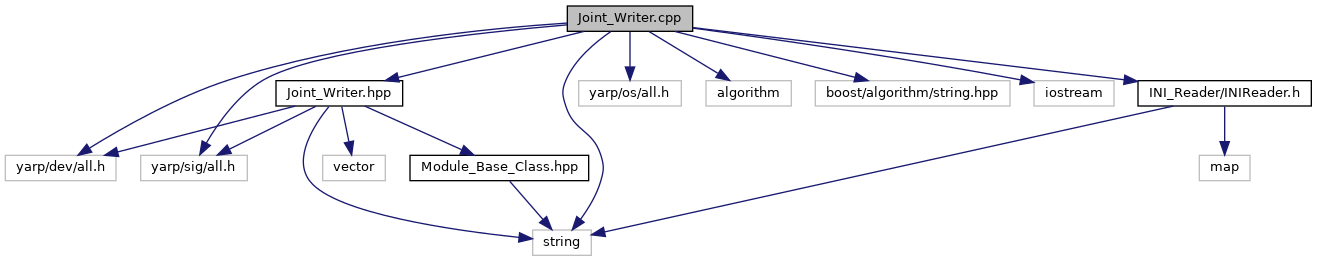 Joint_Writer.cpp
Joint_Writer.hpp
yarp/os/all.h
algorithm
boost/algorithm/string.hpp
iostream
INI_Reader/INIReader.h
yarp/dev/all.h
yarp/sig/all.h
vector
Module_Base_Class.hpp
map
string